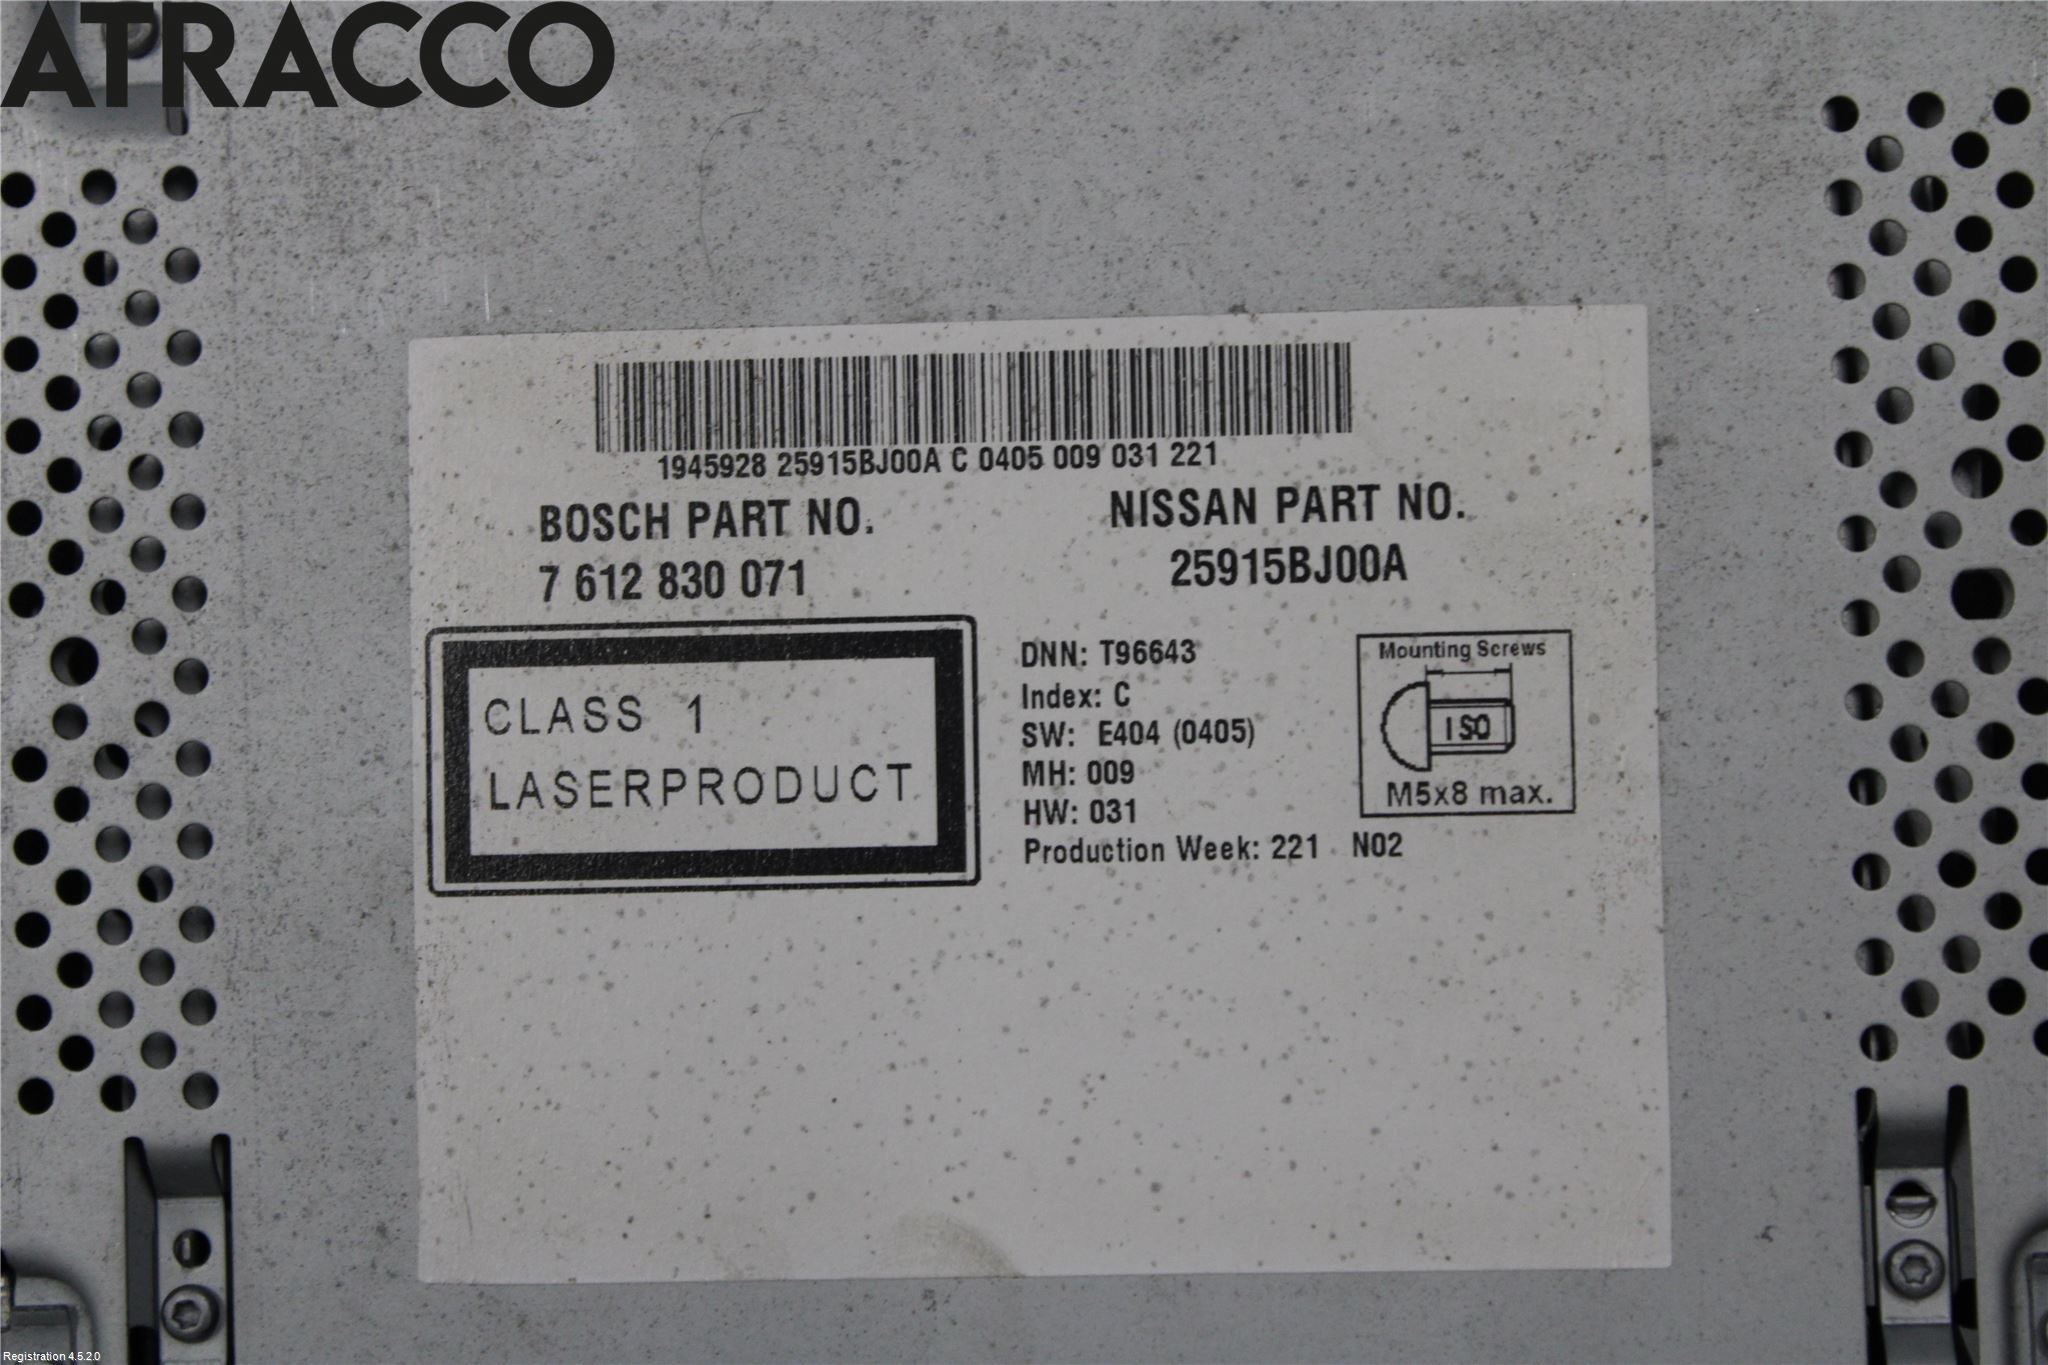 ATRACCO
1945928 25915BJ00A C 0405 009 031 221
BOSCH PART NO.
7 612 830 071
NISSAN PART NO.
25915BJ00A
CLASS 1
LASERPRODUCT
DNN: T96643
Index: C
SW: E404 (0405)
MH: 009
HW: 031
Production Week: 221 N02
Mounting Screws
ISO
M5x8 max.
Registration 4.5.2.0